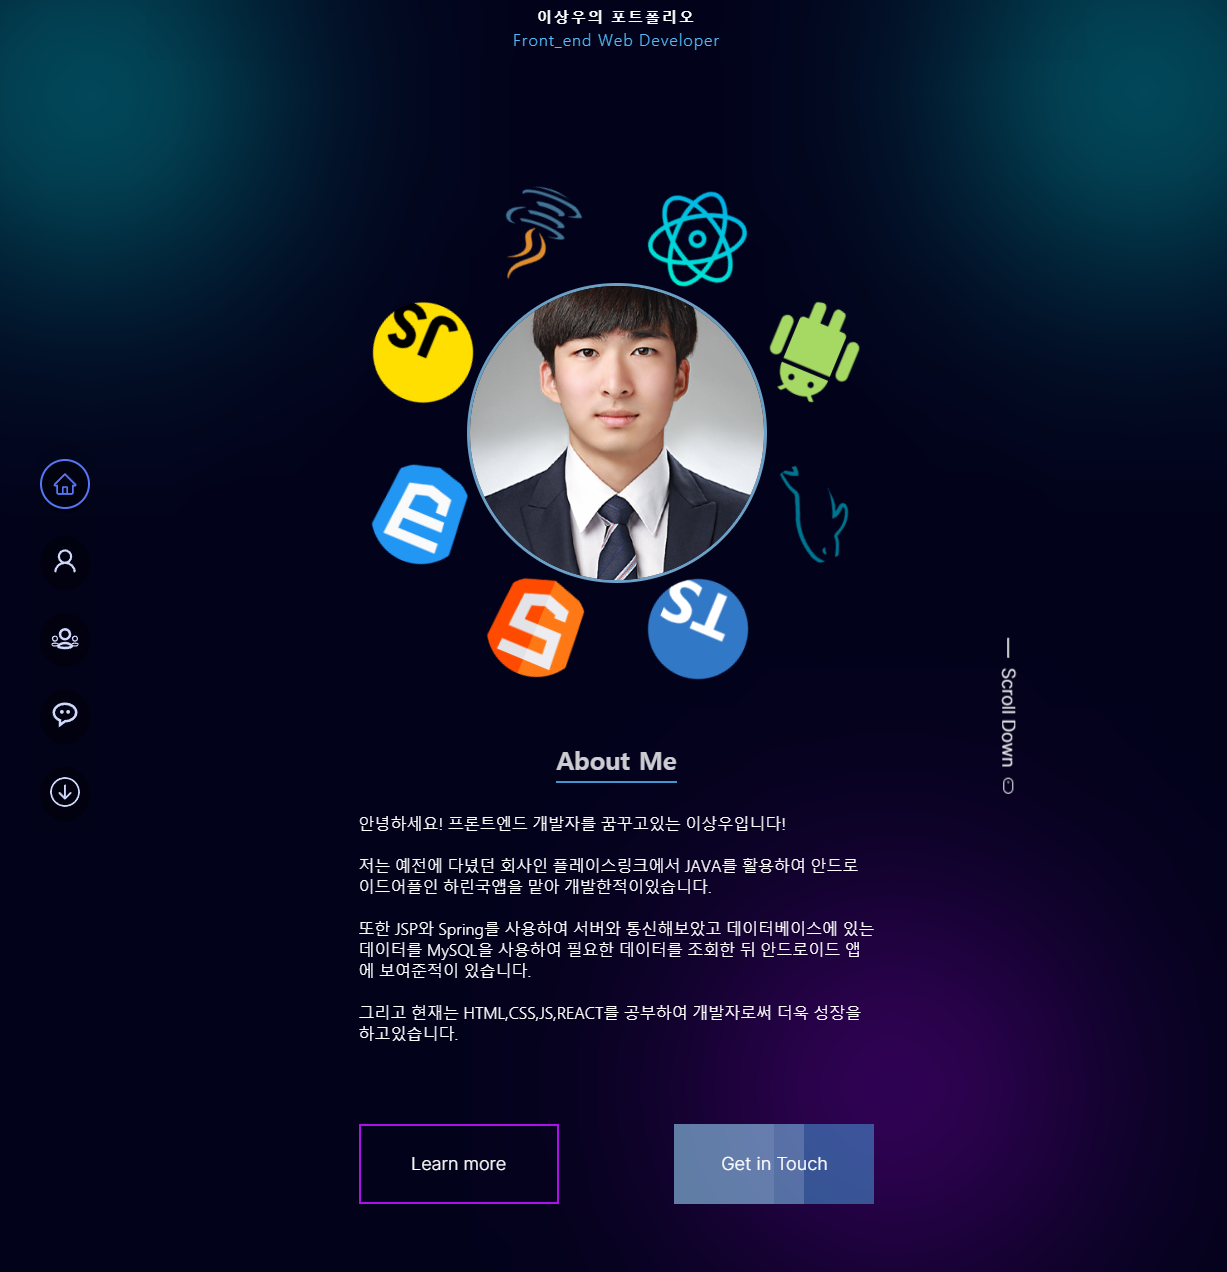 이상우의 포트폴리오
Front_end Web Developer
JS
TS
Scroll Down
About Me
안녕하세요! 프론트엔드 개발자를 꿈꾸고있는 이상우입니다!
저는 예전에 다녔던 회사인 플레이스링크에서 JAVA를 활용하여 안드로
이드어플인 하린국앱을 맡아 개발한적이있습니다.
또한 JSP와 Spring를 사용하여 서버와 통신해보았고 데이터베이스에 있는
데이터를 MySQL을 사용하여 필요한 데이터를 조회한 뒤 안드로이드 앱
에 보여준적이 있습니다.
그리고 현재는 HTML,CSS,JS,REACT를 공부하여 개발자로써 더욱 성장을
하고있습니다.
Learn more
Get in Touch